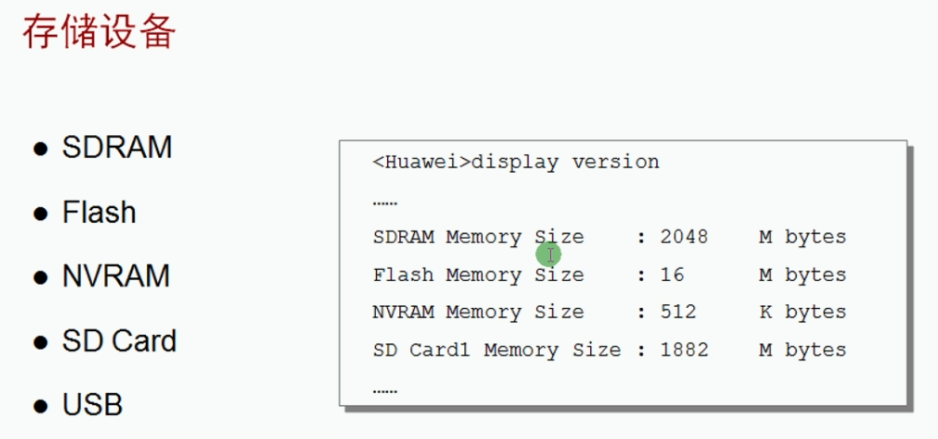 存储设备
● SDRAM
● Flash
● NVRAM
● SD Card
● USB
<Huawei>display version
……
SDRAM Memory Size : 2048 M bytes
Flash Memory Size : 16 M bytes
NVRAM Memory Size : 512 K bytes
SD Card1 Memory Size : 1882 M bytes
……